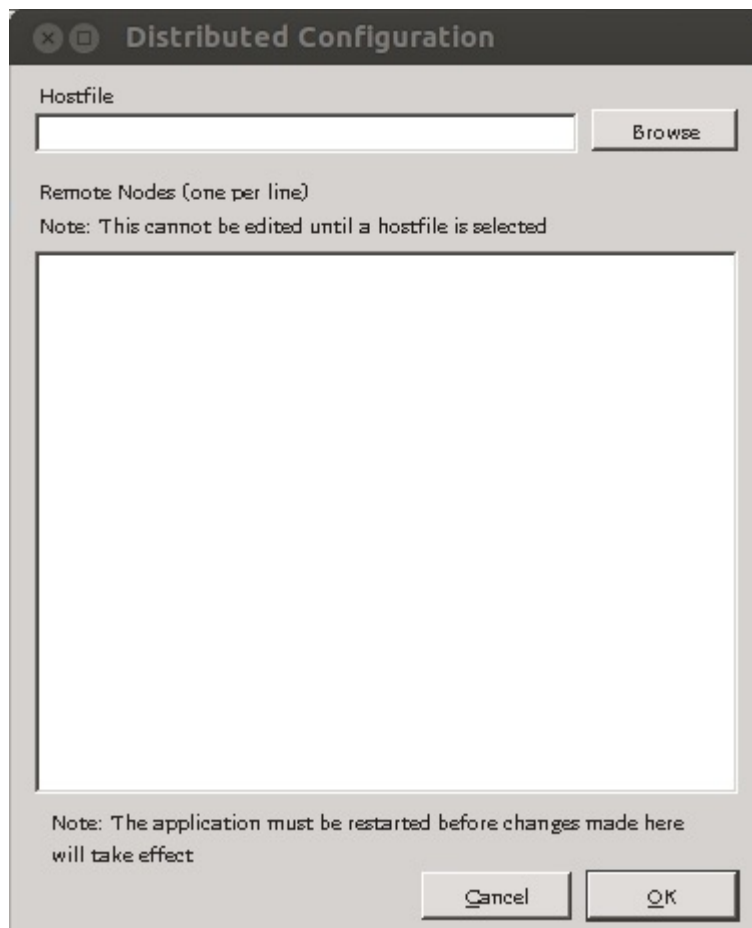 Distributed Configuration
Hostfile
Browse
Remote Nodes (one per line)
Note: This cannot be edited until a hostfile is selected
Note: The application must be restarted before changes made here
will take effect
Cancel
OK